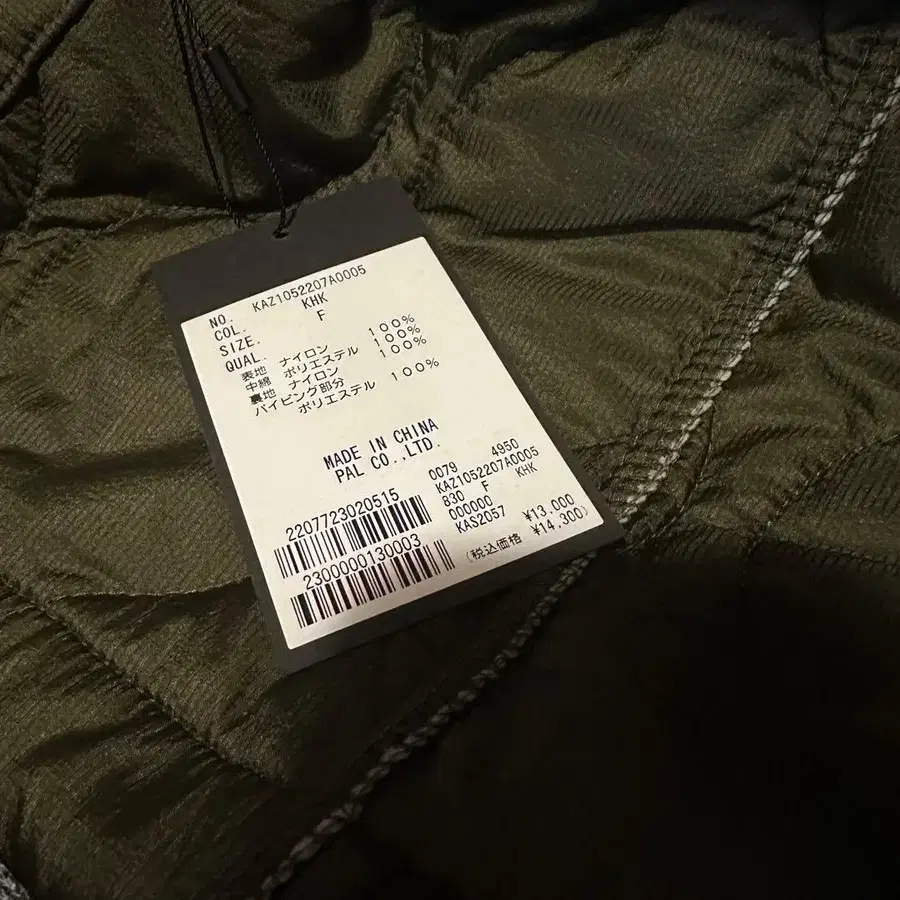 NO. KAZ1052207A0005
COL. KHK
SIZE. F
QUAL.
表地 ナイロン 100%
中綿 ポリエステル 100%
裏地 ナイロン 100%
パイピング部分
ポリエステル 100%
MADE IN CHINA
PAL CO.,LTD.
0079 4950
KAZ1052207A0005
830 F KHK
000000
KAS2057
2207723020515
2300000130003
¥13,000
(税込価格 ¥14,300)